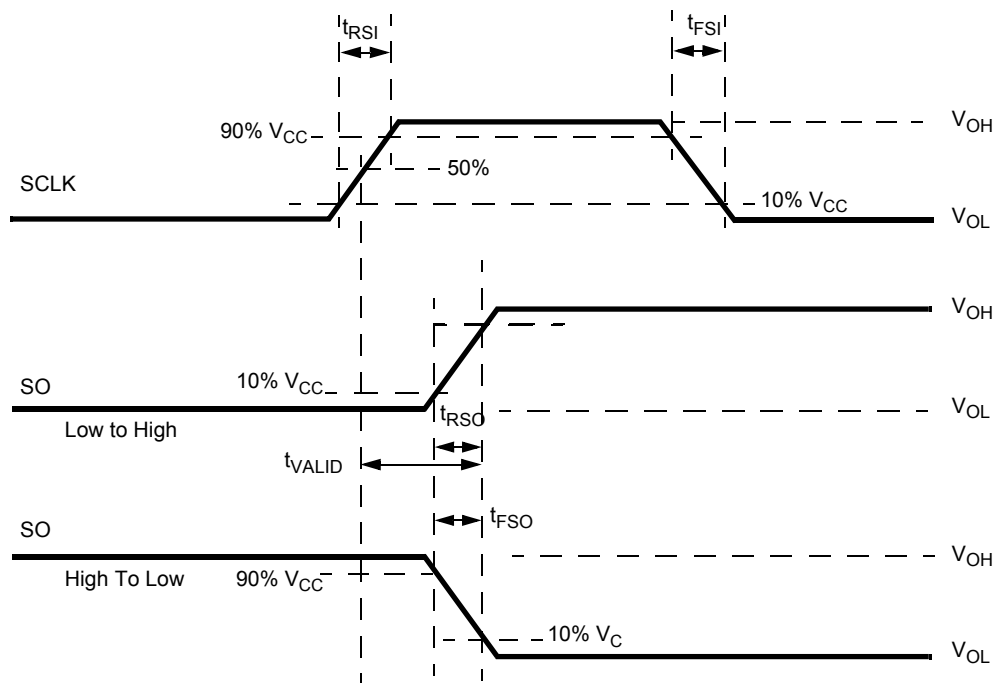 tRSI
tFSI
90% VCC
VOH
50%
SCLK
10% VCC
VOL
VOH
SO
10% VCC
tRSO
VOL
Low to High
tVALID
SO
tFSO
VOH
High To Low
90% VCC
10% VC
VOL